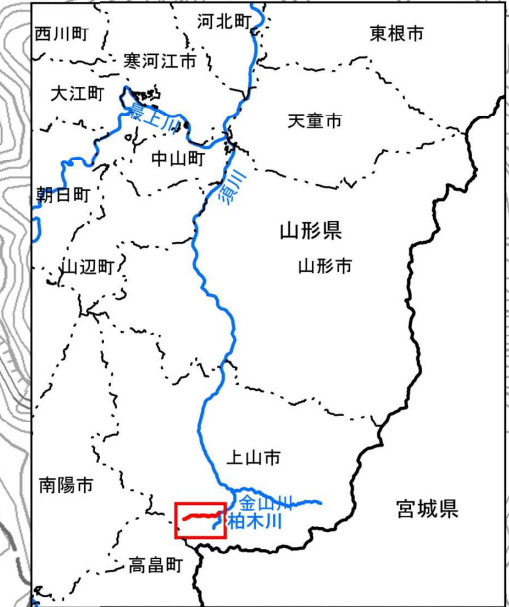 河北町
西川町
東根市
寒河江市
大江町
最上川
天童市
中山町
朝日町
須川
山形県
山辺町
山形市
上山市
南陽市
金山川
宮城県
柏木川
高畠町